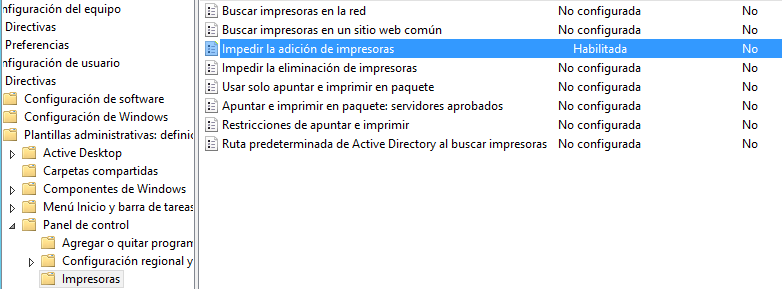 nfiguración del equipo
Directivas
Preferencias
onfiguración de usuario
Directivas
Configuración de software
Configuración de Windows
Plantillas administrativas: definic
Active Desktop
Carpetas compartidas
Componentes de Windows
Menú Inicio y barra de tareas
Panel de control
Agregar o quitar program
Configuración regional y
Impresoras
Buscar impresoras en la red No configurada No
Buscar impresoras en un sitio web común No configurada No
Impedir la adición de impresoras Habilitada No
Impedir la eliminación de impresoras No configurada No
Usar solo apuntar e imprimir en paquete No configurada No
Apuntar e imprimir en paquete: servidores aprobados No configurada No
Restricciones de apuntar e imprimir No configurada No
Ruta predeterminada de Active Directory al buscar impresoras No configurada No